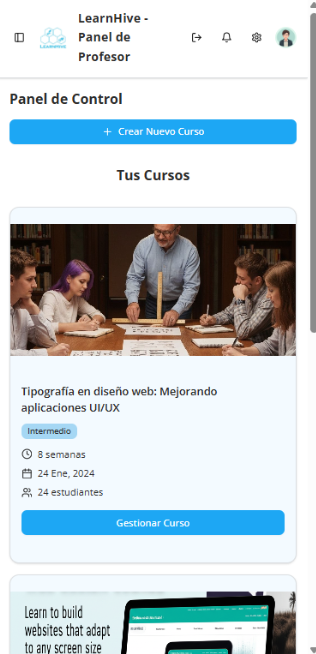 LearnHive -
Panel de
Profesor
LEARNHIVE
Panel de Control
+ Crear Nuevo Curso
Tus Cursos
Tipografía en diseño web: Mejorando
aplicaciones UI/UX
Intermedio
8 semanas
24 Ene, 2024
24 estudiantes
Gestionar Curso
Learn to build
websites that adapt
to any screen size